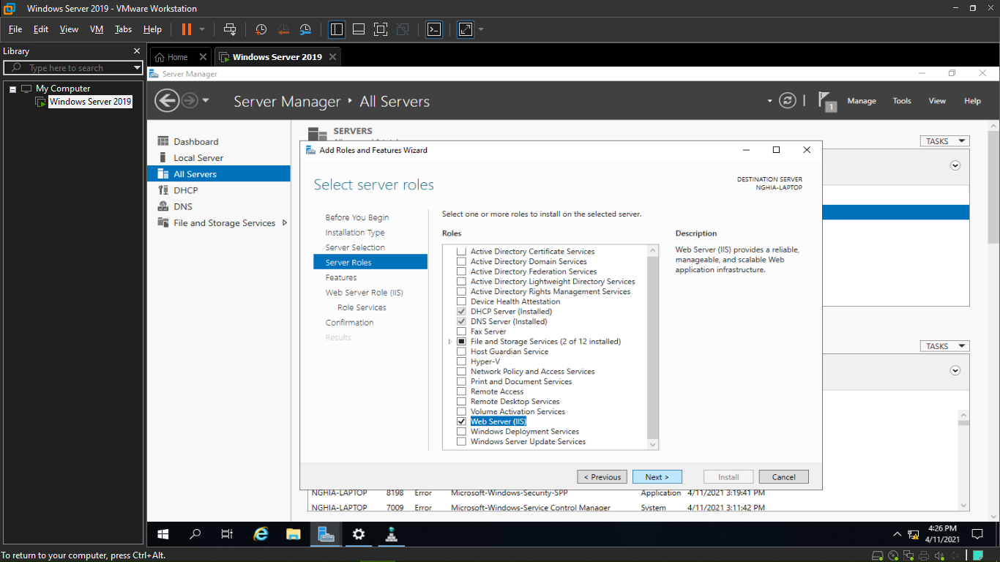 Windows Server 2019 - VMware Workstation
File Edit View VM Tabs Help
Library
Type here to search
My Computer
Windows Server 2019
Home
Windows Server 2019
Server Manager
Server Manager All Servers
1
Manage Tools View Help
Dashboard
Local Server
All Servers
DHCP
DNS
File and Storage Services
SERVERS
TASKS
Add Roles and Features Wizard
Select server roles
DESTINATION SERVER
NGHIA-LAPTOP
Before You Begin
Installation Type
Server Selection
Server Roles
Features
Web Server Role (IIS)
Role Services
Confirmation
Results
Select one or more roles to install on the selected server.
Roles
Active Directory Certificate Services
Active Directory Domain Services
Active Directory Federation Services
Active Directory Lightweight Directory Services
Active Directory Rights Management Services
Device Health Attestation
DHCP Server (Installed)
DNS Server (Installed)
Fax Server
File and Storage Services (2 of 12 installed)
Host Guardian Service
Hyper-V
Network Policy and Access Services
Print and Document Services
Remote Access
Remote Desktop Services
Volume Activation Services
Web Server (IIS)
Windows Deployment Services
Windows Server Update Services
Description
Web Server (IIS) provides a reliable,
manageable, and scalable Web
application infrastructure.
< Previous Next > Install Cancel
TASKS
NGHIA-LAPTOP 8198 Error Microsoft-Windows-Security-SPP Application 4/11/2021 3:19:41 PM
NGHIA-LAPTOP 7009 Error Microsoft-Windows-Service Control Manager System 4/11/2021 3:11:42 PM
4:26 PM
4/11/2021
To return to your computer, press Ctrl+Alt.